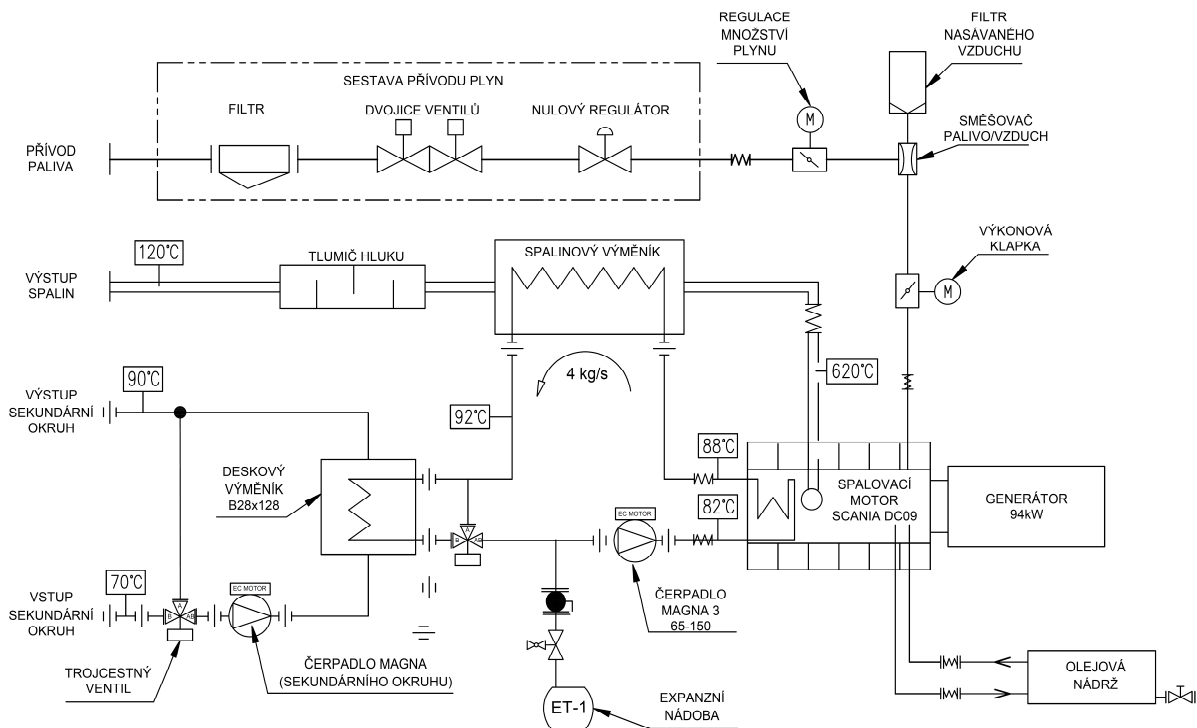 REGULACE
MNOŽSTVÍ
PLYNU
FILTR
NASÁVANÉHO
VZDUCHU
SESTAVA PŘÍVODU PLYN
FILTR
DVOJICE VENTILŮ
NULOVÝ REGULÁTOR
M
SMĚŠOVAČ
PALIVO/VZDUCH
PŘÍVOD
PALIVA
120°C
TLUMIČ HLUKU
SPALINOVÝ VÝMĚNÍK
VÝKONOVÁ
KLAPKA
M
VÝSTUP
SPALIN
4 kg/s
620°C
90°C
VÝSTUP
SEKUNDÁRNÍ
OKRUH
92°C
88°C
DESKOVÝ
VÝMĚNÍK
B28x128
SPALOVACÍ
MOTOR
SCANIA DC09
GENERÁTOR
94kW
82°C
EC MOTOR
A
B
AB
70°C
EC MOTOR
VSTUP
SEKUNDÁRNÍ
OKRUH
A
B
AB
ČERPADLO
MAGNA 3
65-150
TROJCESTNÝ
VENTIL
ČERPADLO MAGNA
(SEKUNDÁRNÍHO OKRUHU)
OLEJOVÁ
NÁDRŽ
ET-1
EXPANZNÍ
NÁDOBA